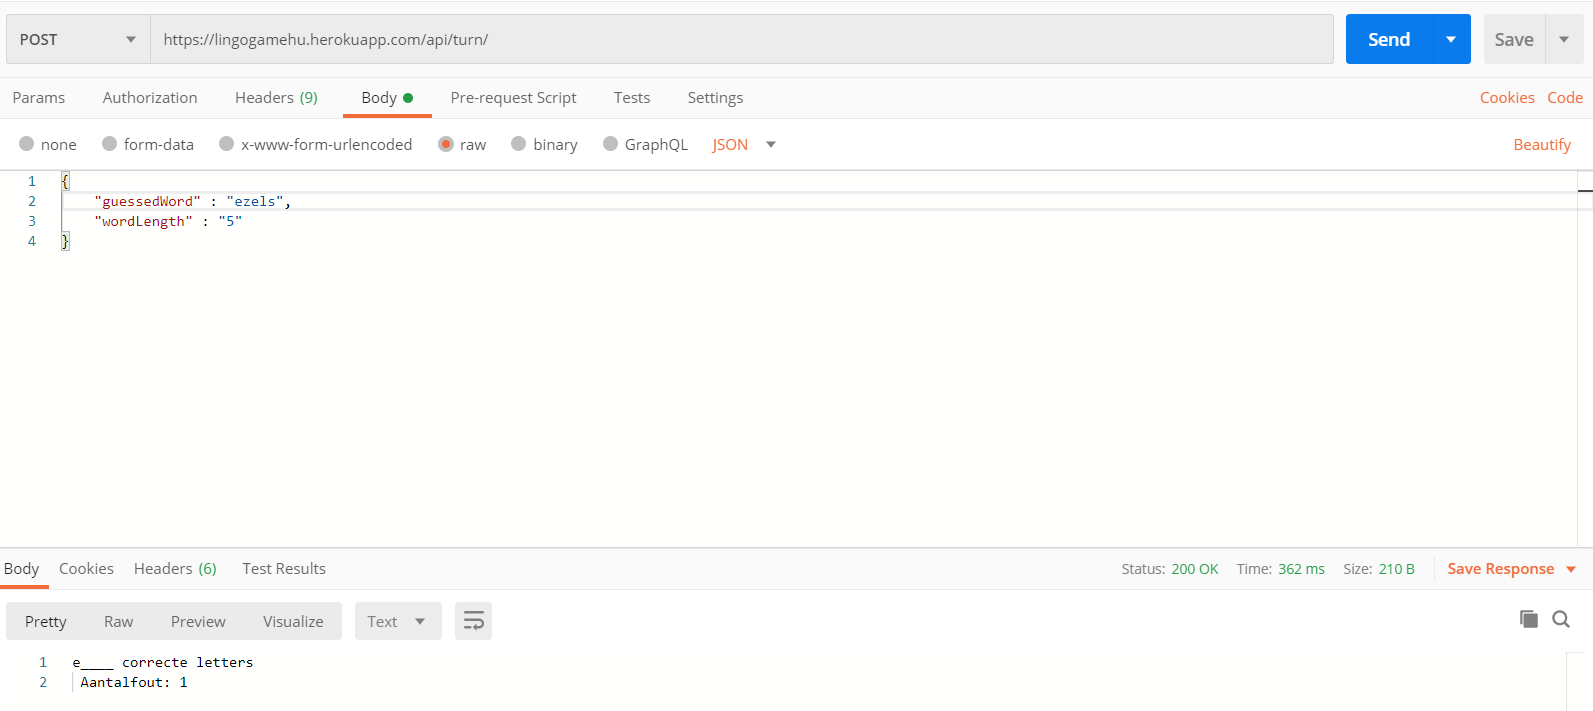 POST https://lingogamehu.herokuapp.com/api/turn/ Send Save
Params Authorization Headers (9) Body Pre-request Script Tests Settings Cookies Code
none form-data x-www-form-urlencoded raw binary GraphQL JSON Beautify
1 {
2 "guessedWord" : "ezels",
3 "wordLength" : "5"
4 }
Body Cookies Headers (6) Test Results Status: 200 OK Time: 362 ms Size: 210 B Save Response
Pretty Raw Preview Visualize Text
1 e____ correcte letters
2 Aantalfout: 1